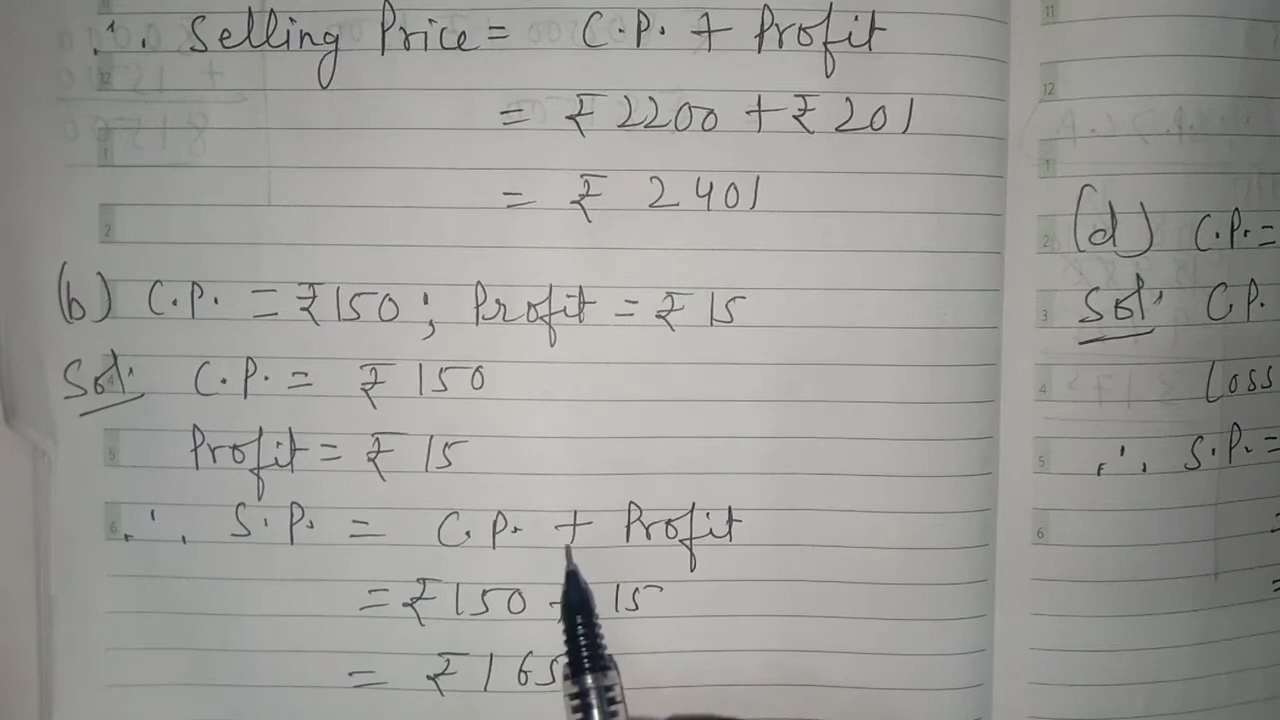 ∴ Selling Price = C.P. + Profit
= ₹ 2200 + ₹ 201
= ₹ 2401
(b) C.P. = ₹150; Profit = ₹ 15
Sol. C.P. = ₹ 150
Profit = ₹ 15
∴ S.P. = C.P. + Profit
= ₹150 15
= ₹165
(d) C.P. =
Sol. C.P.
Loss
∴ S.P. =